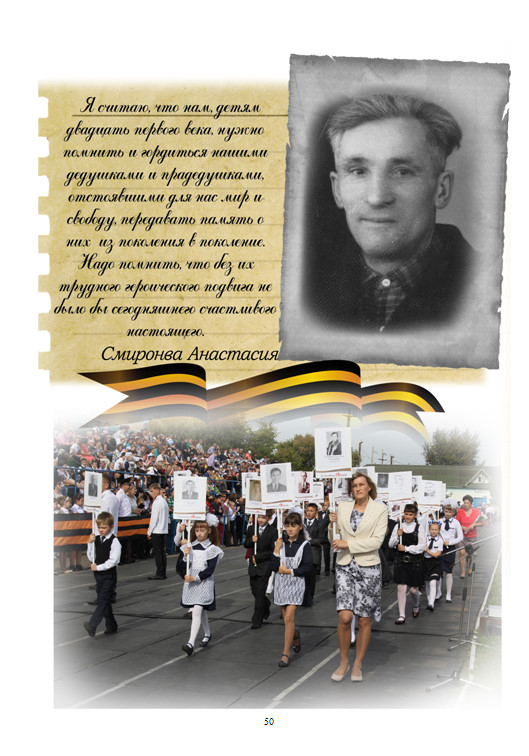 Я считаю, что нам, детям
двадцать первого века, нужно
помнить и гордиться нашими
дедушками и прадедушками,
отстоявшими для нас мир и
свободу, передавать память о
них из поколения в поколение.
Надо помнить, что без их
трудного героического подвига не
было бы сегодняшнего счастливого
настоящего.
Смиронва Анастасия
50